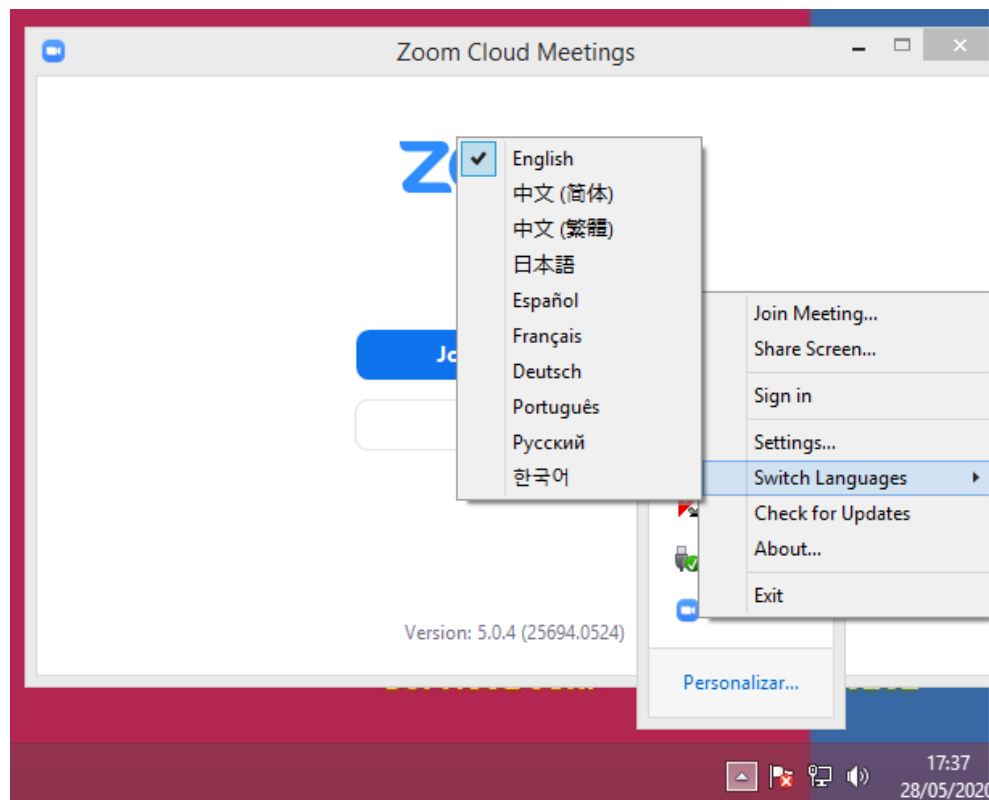 Zoom Cloud Meetings
English
中文 (简体)
中文 (繁體)
日本語
Español
Français
Deutsch
Português
Русский
한국어
Join Meeting...
Share Screen...
Sign in
Settings...
Switch Languages
Check for Updates
About...
Exit
Version: 5.0.4 (25694.0524)
Personalizar...
17:37
28/05/2020